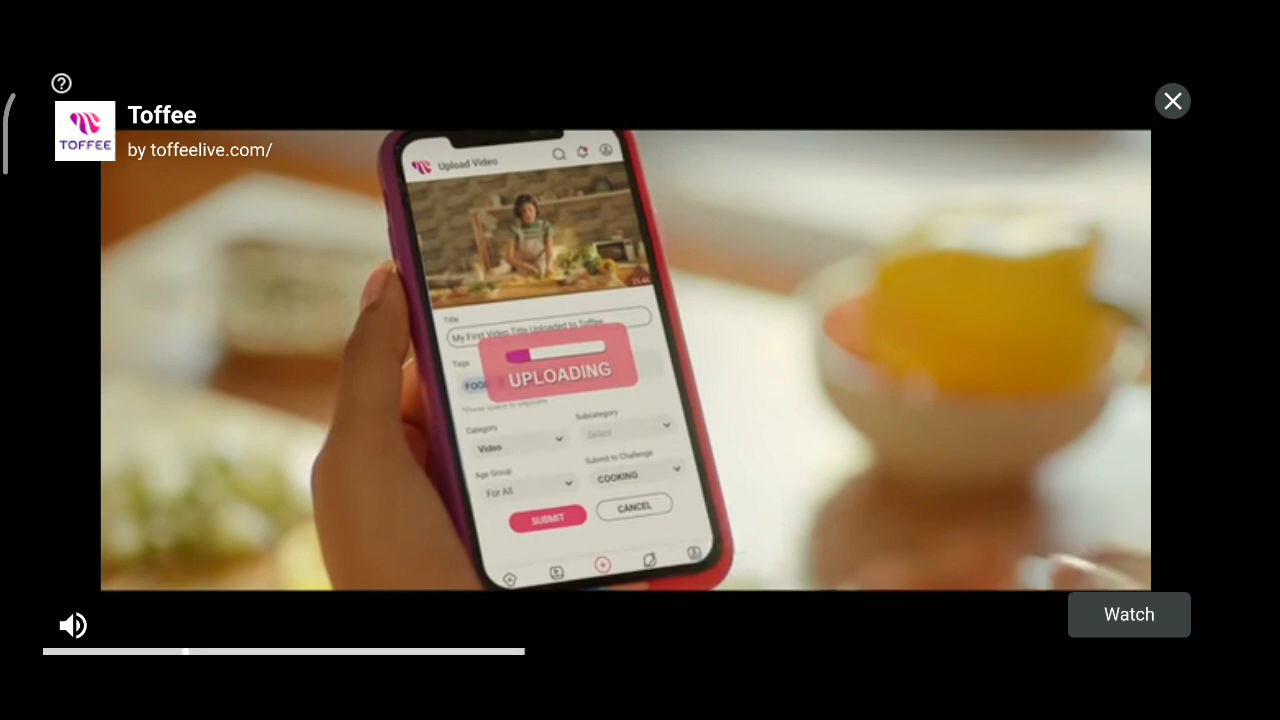 Toffee
TOFFEE
by toffeelive.com/
Upload Video
Title
My First Video Title Uploaded to Toffee
Tags
UPLOADING
Category
Subcategory
Video
Select
Age Group
Submit to Challenge
For All
COOKING
SUBMIT
CANCEL
Watch